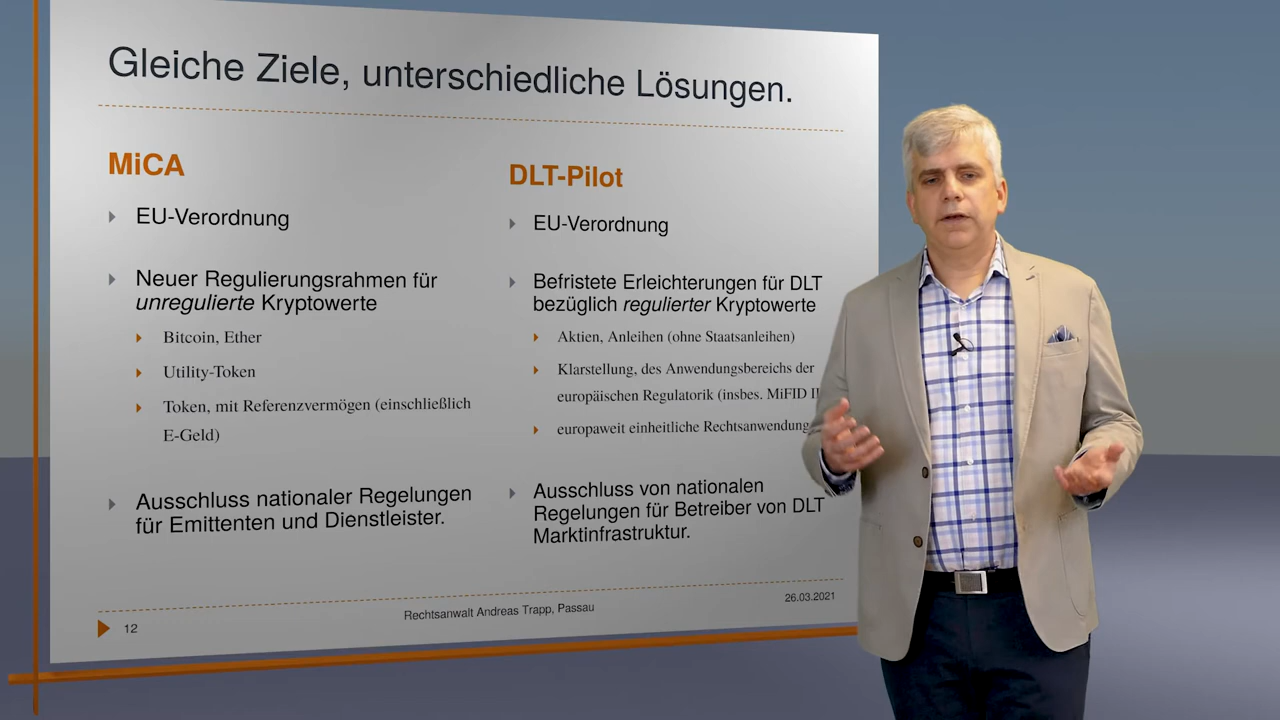 Gleiche Ziele, unterschiedliche Lösungen.
MiCA
EU-Verordnung
Neuer Regulierungsrahmen für
unregulierte Kryptowerte
Bitcoin, Ether
Utility-Token
Token, mit Referenzvermögen (einschließlich
E-Geld)
Ausschluss nationaler Regelungen
für Emittenten und Dienstleister.
DLT-Pilot
EU-Verordnung
Befristete Erleichterungen für DLT
bezüglich regulierter Kryptowerte
Aktien, Anleihen (ohne Staatsanleihen)
Klarstellung, des Anwendungsbereichs der
europäischen Regulatorik (insbes. MiFID
europaweit einheitliche Rechtsanwendung
Ausschluss von nationalen
Regelungen für Betreiber von DLT
Marktinfrastruktur.
12
Rechtsanwalt Andreas Trapp, Passau
26.03.2021